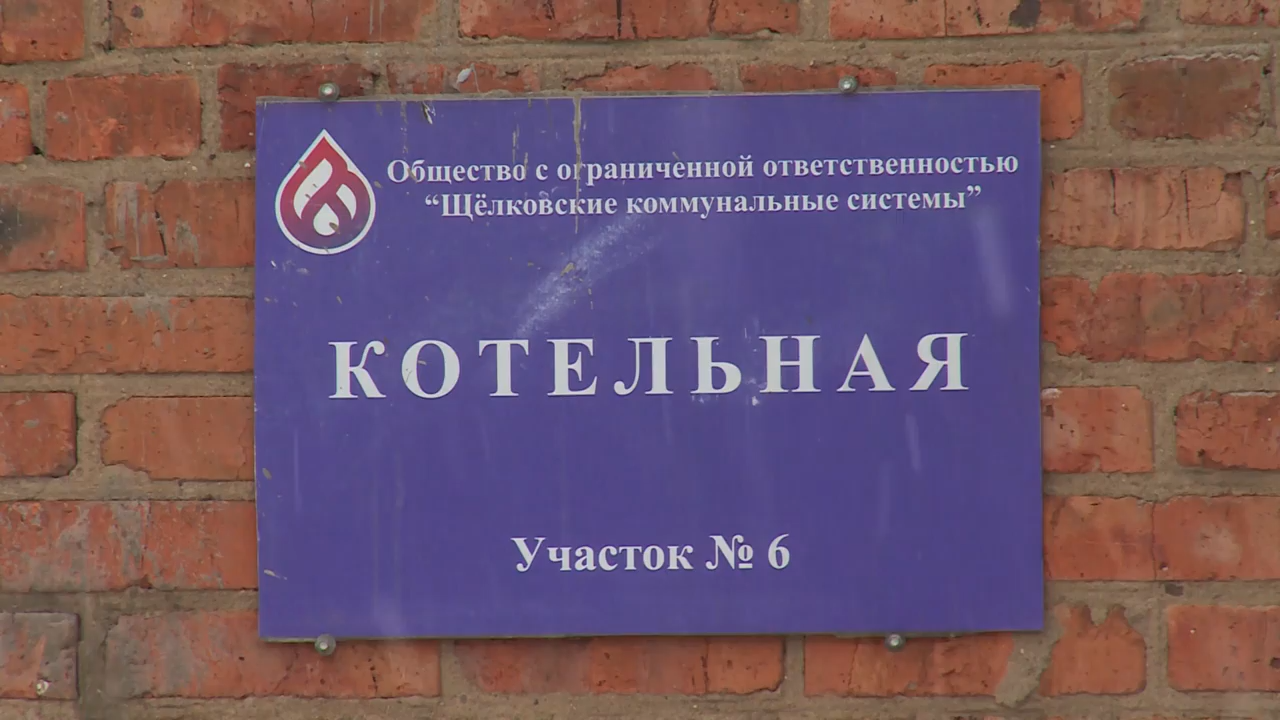 Общество с ограниченной ответственностью
“Щёлковские коммунальные системы”
КОТЕЛЬНАЯ
Участок № 6